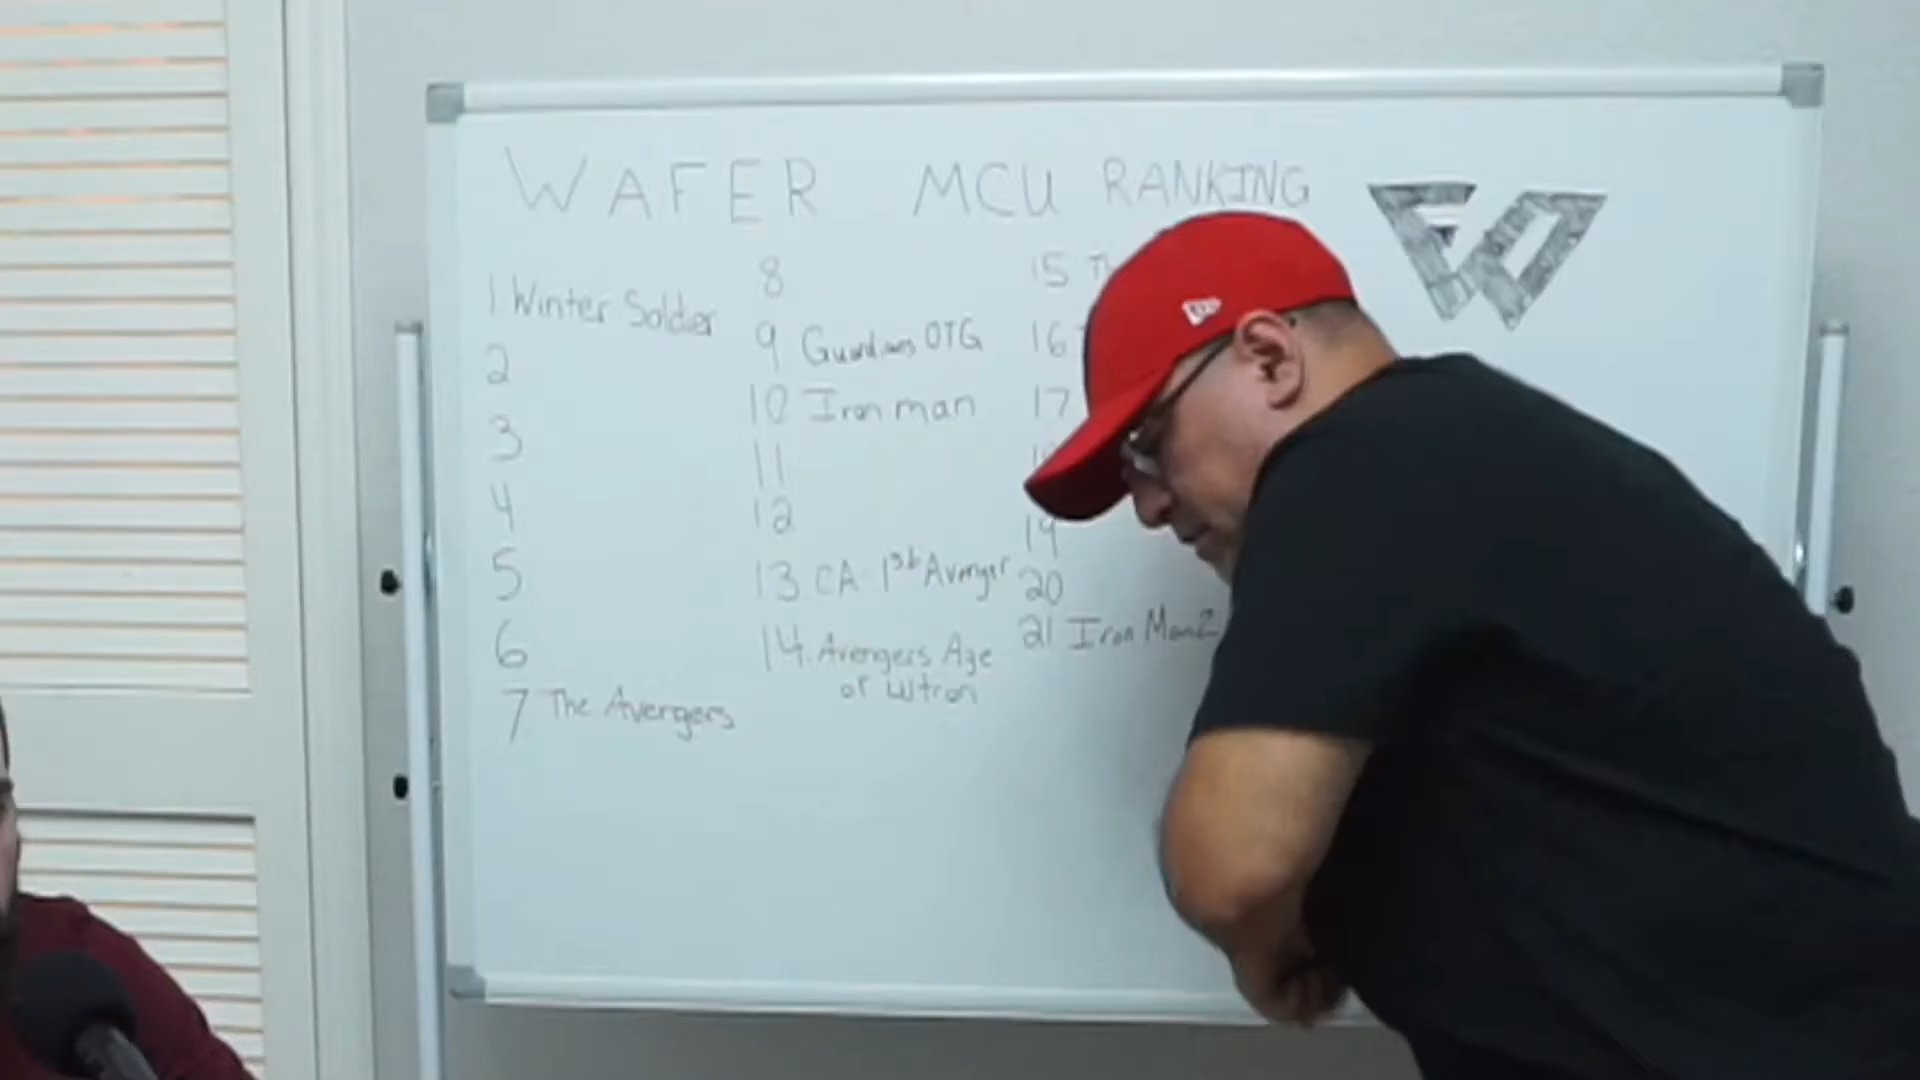 WAFER MCU RANKING
1 Winter Soldier
2
3
4
5
6
7 The Avengers
8
9 Guardians OTG
10 Iron man
11
12
13 CA 1st Avenger
14. Avengers Age
of Ultron
15
16
17
19
20
21 Iron Man 2